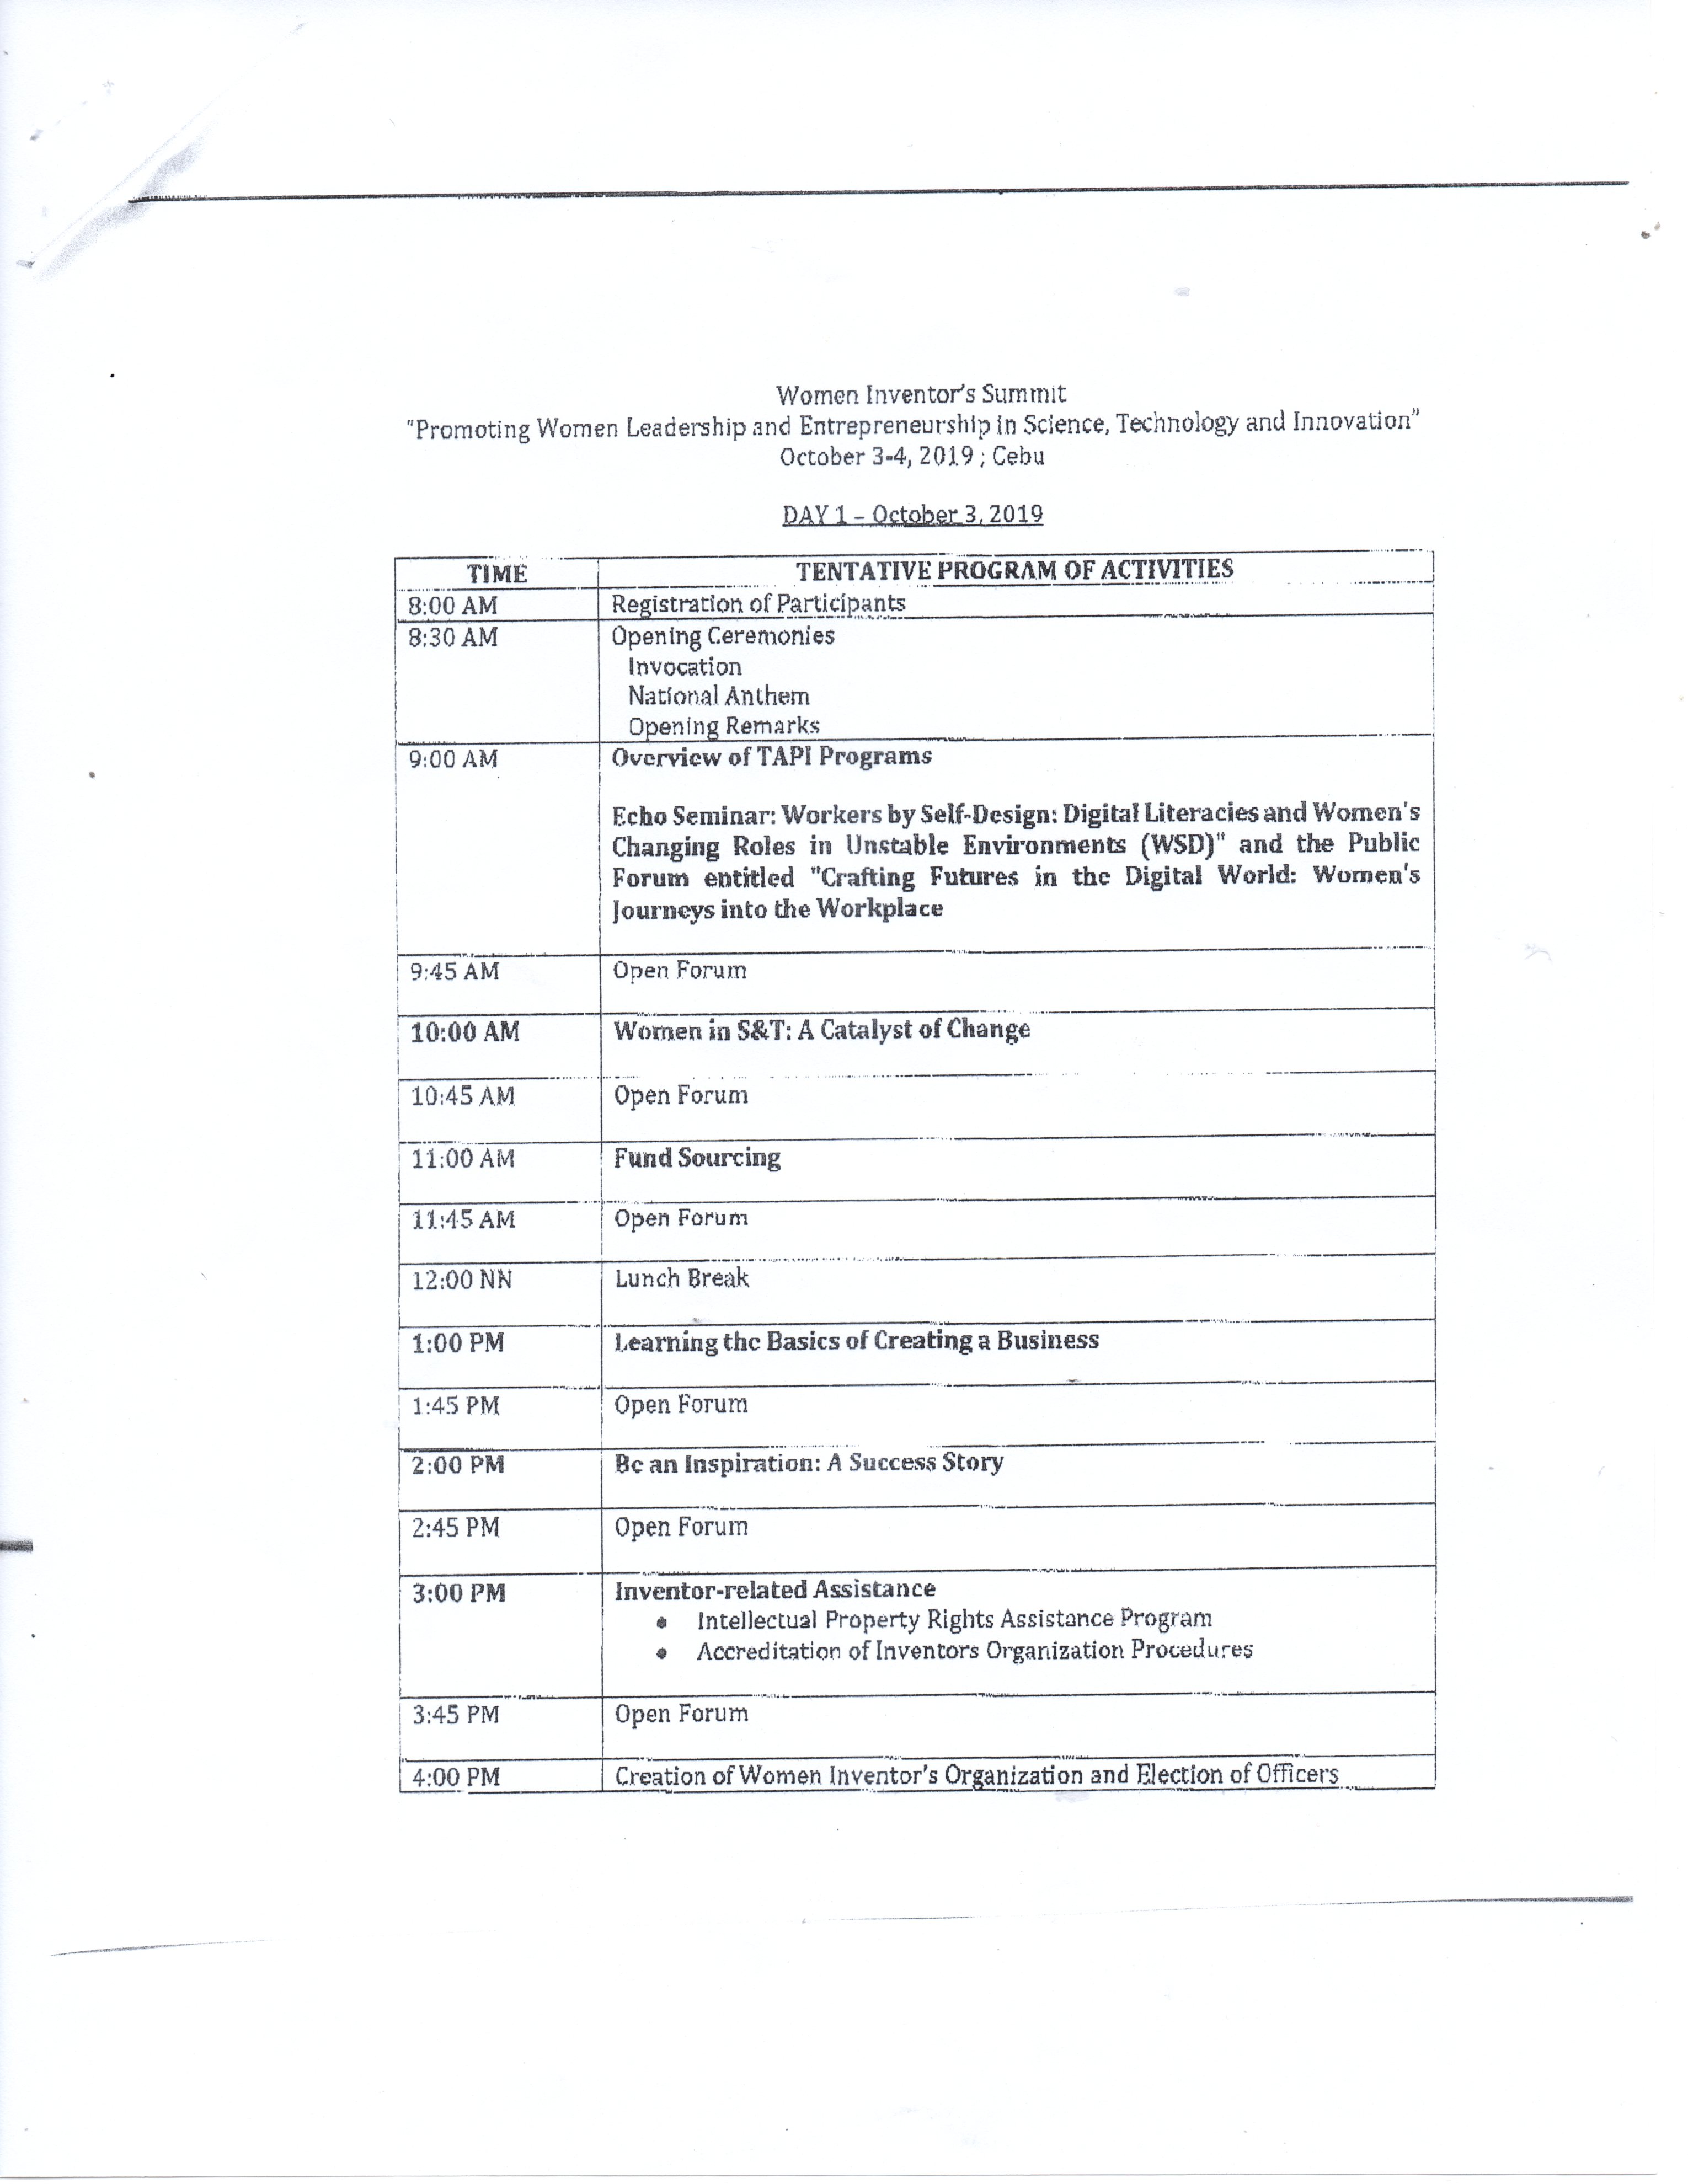 Women Inventor's Summit
"Promoting Women Leadership and Entrepreneurship in Science, Technology and Innovation"
October 3-4, 2019 ; Cebu
DAY 1 – October 3, 2019
TIME TENTATIVE PROGRAM OF ACTIVITIES
8:00 AM Registration of Participants
8:30 AM Opening Ceremonies
Invocation
National Anthem
Opening Remarks
9:00 AM Overview of TAPI Programs
Echo Seminar: Workers by Self-Design: Digital Literacies and Women's
Changing Roles in Unstable Environments (WSD)" and the Public
Forum entitled "Crafting Futures in the Digital World: Women's
Journeys into the Workplace
9:45 AM Open Forum
10:00 AM Women in S&T: A Catalyst of Change
10:45 AM Open Forum
11:00 AM Fund Sourcing
11:45 AM Open Forum
12:00 NN Lunch Break
1:00 PM Learning the Basics of Creating a Business
1:45 PM Open Forum
2:00 PM Be an Inspiration: A Success Story
2:45 PM Open Forum
3:00 PM Inventor-related Assistance
• Intellectual Property Rights Assistance Program
• Accreditation of Inventors Organization Procedures
3:45 PM Open Forum
4:00 PM Creation of Women Inventor's Organization and Election of Officers